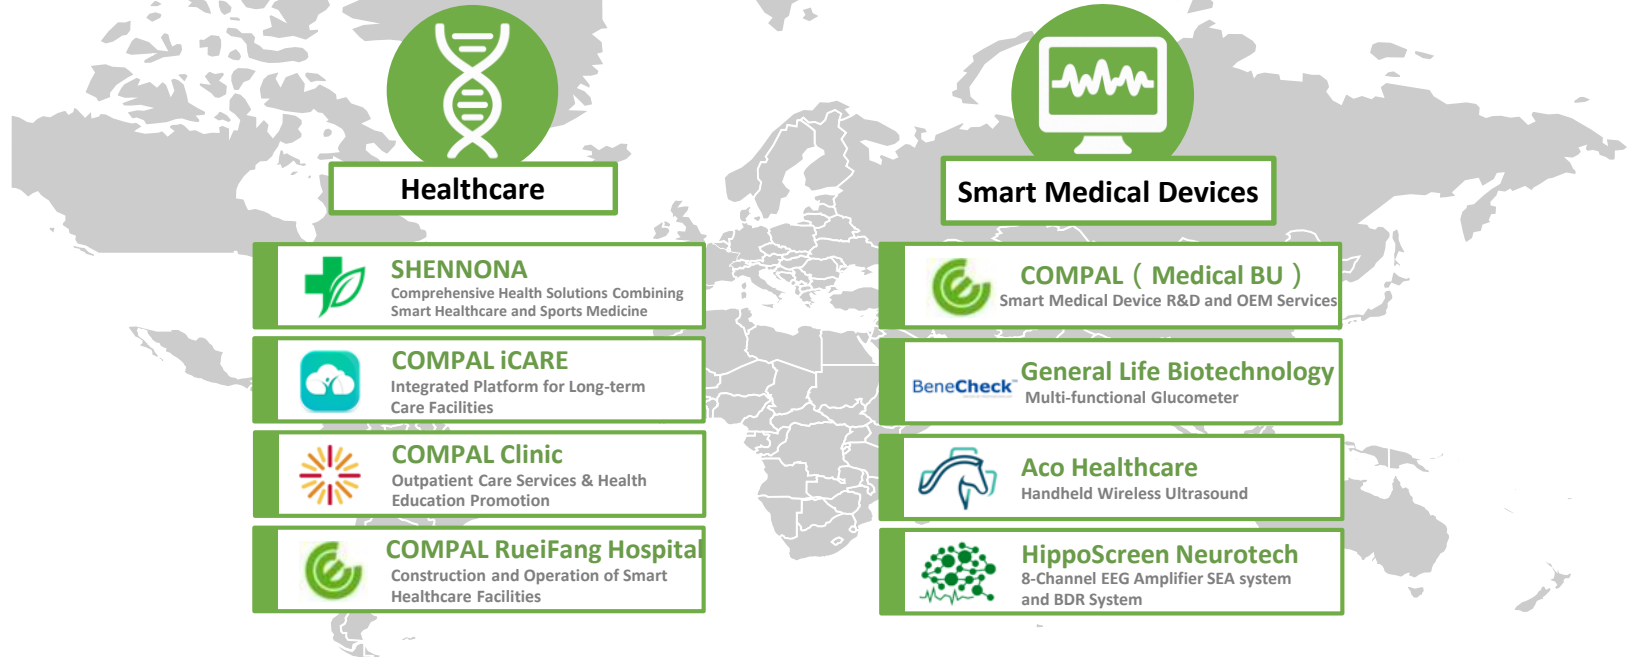 Healthcare
SHENNONA
Comprehensive Health Solutions Combining
Smart Healthcare and Sports Medicine
COMPAL iCARE
Integrated Platform for Long-term
Care Facilities
COMPAL Clinic
Outpatient Care Services & Health
Education Promotion
COMPAL RueiFang Hospital
Construction and Operation of Smart
Healthcare Facilities
Smart Medical Devices
COMPAL（Medical BU）
Smart Medical Device R&D and OEM Services
BeneCheck™
General Life Biotechnology
Multi-functional Glucometer
Aco Healthcare
Handheld Wireless Ultrasound
HippoScreen Neurotech
8-Channel EEG Amplifier SEA system
and BDR System